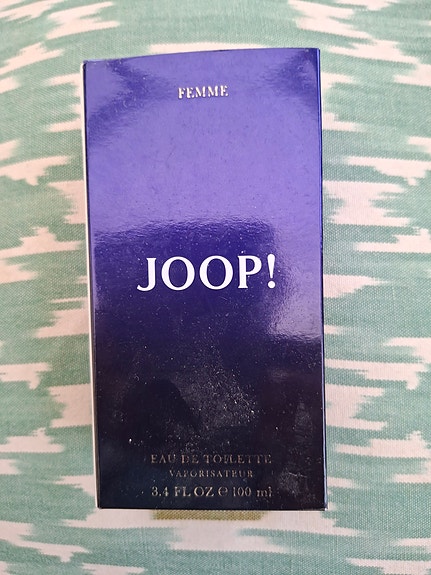 FEMME
JOOP!
EAU DE TOILETTE
VAPORISATEUR
3.4 FL OZ ℮ 100 ml